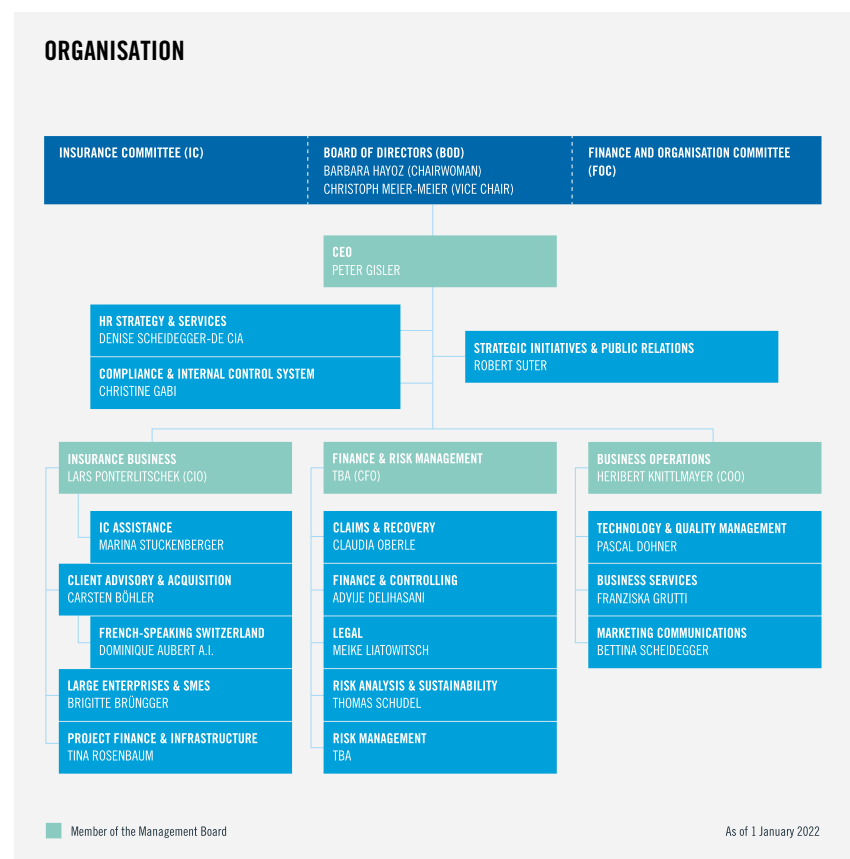 ORGANISATION
INSURANCE COMMITTEE (IC)
BOARD OF DIRECTORS (BOD)
BARBARA HAYOZ (CHAIRWOMAN)
CHRISTOPH MEIER-MEIER (VICE CHAIR)
FINANCE AND ORGANISATION COMMITTEE
(FOC)
CEO
PETER GISLER
HR STRATEGY & SERVICES
DENISE SCHEIDEGGER-DE CIA
COMPLIANCE & INTERNAL CONTROL SYSTEM
CHRISTINE GABI
STRATEGIC INITIATIVES & PUBLIC RELATIONS
ROBERT SUTER
INSURANCE BUSINESS
LARS PONTERLITSCHEK (CIO)
IC ASSISTANCE
MARINA STUCKENBERGER
CLIENT ADVISORY & ACQUISITION
CARSTEN BÖHLER
FRENCH-SPEAKING SWITZERLAND
DOMINIQUE AUBERT A.I.
LARGE ENTERPRISES & SMES
BRIGITTE BRÜNGGER
PROJECT FINANCE & INFRASTRUCTURE
TINA ROSENBAUM
FINANCE & RISK MANAGEMENT
TBA (CFO)
CLAIMS & RECOVERY
CLAUDIA OBERLE
FINANCE & CONTROLLING
ADVIJE DELIHASANI
LEGAL
MEIKE LIATOWITSCH
RISK ANALYSIS & SUSTAINABILITY
THOMAS SCHUDEL
RISK MANAGEMENT
TBA
BUSINESS OPERATIONS
HERIBERT KNITTLMAYER (COO)
TECHNOLOGY & QUALITY MANAGEMENT
PASCAL DOHNER
BUSINESS SERVICES
FRANZISKA GRUTTI
MARKETING COMMUNICATIONS
BETTINA SCHEIDEGGER
Member of the Management Board
As of 1 January 2022